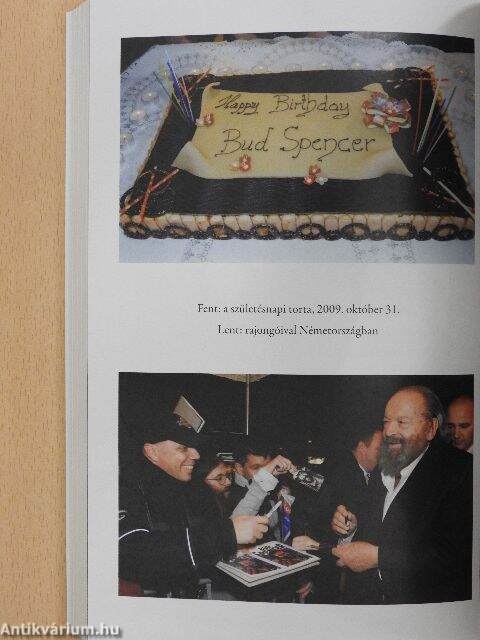 Happy Birthday
Bud Spencer
Fent: a születésnapi torta, 2009. október 31.
Lent: rajongóival Németországban
Antikvárium.hu